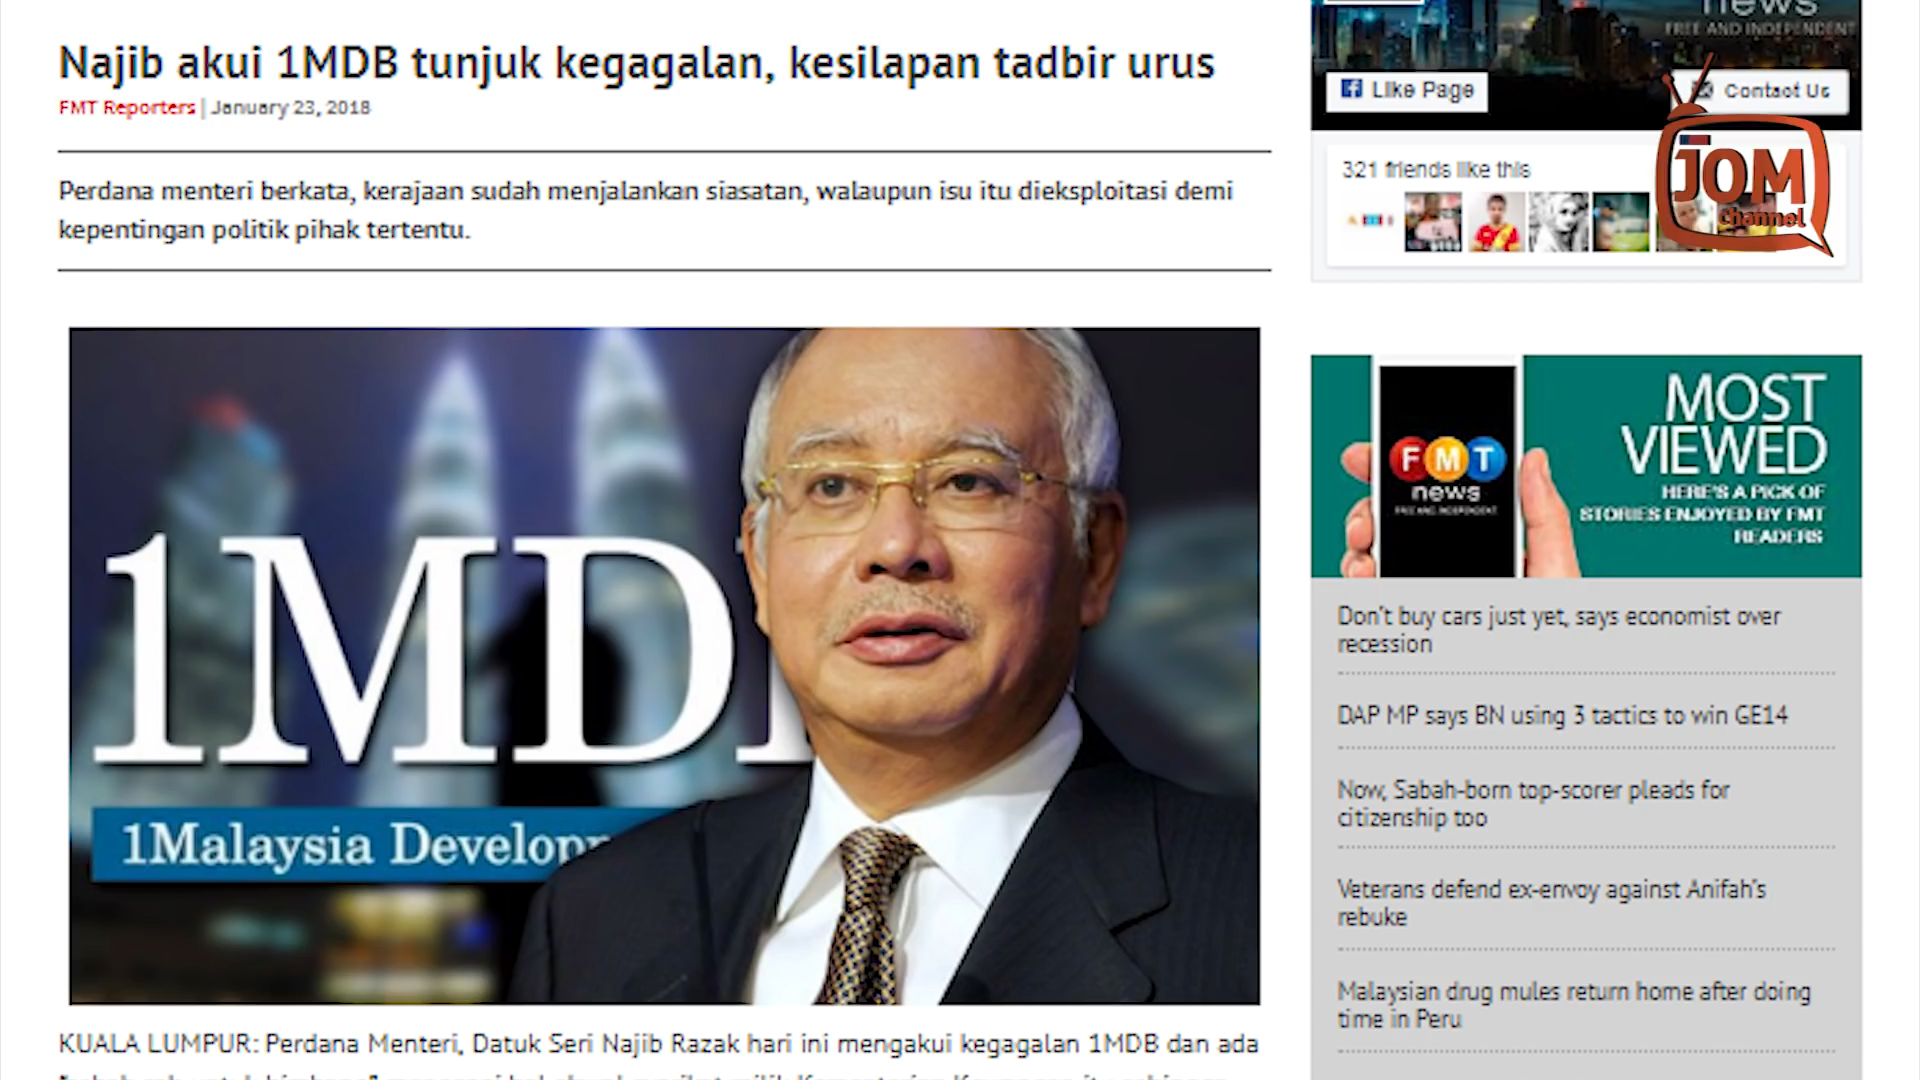 Najib akui 1MDB tunjuk kegagalan, kesilapan tadbir urus
FMT Reporters | January 23, 2018
Perdana menteri berkata, kerajaan sudah menjalankan siasatan, walaupun isu itu dieksploitasi demi
kepentingan politik pihak tertentu.
1MD
1Malaysia Develop
KUALA LUMPUR: Perdana Menteri, Datuk Seri Najib Razak hari ini mengakui kegagalan 1MDB dan ada
news
FREE AND INDEPENDENT
Like Page
Contact Us
JOM
Channel
321 friends like this
FMT
news
FREE AND INDEPENDENT
MOST
VIEWED
HERE'S A PICK OF
STORIES ENJOYED BY FMT
READERS
Don't buy cars just yet, says economist over
recession
DAP MP says BN using 3 tactics to win GE14
Now, Sabah-born top-scorer pleads for
citizenship too
Veterans defend ex-envoy against Anifah's
rebuke
Malaysian drug mules return home after doing
time in Peru